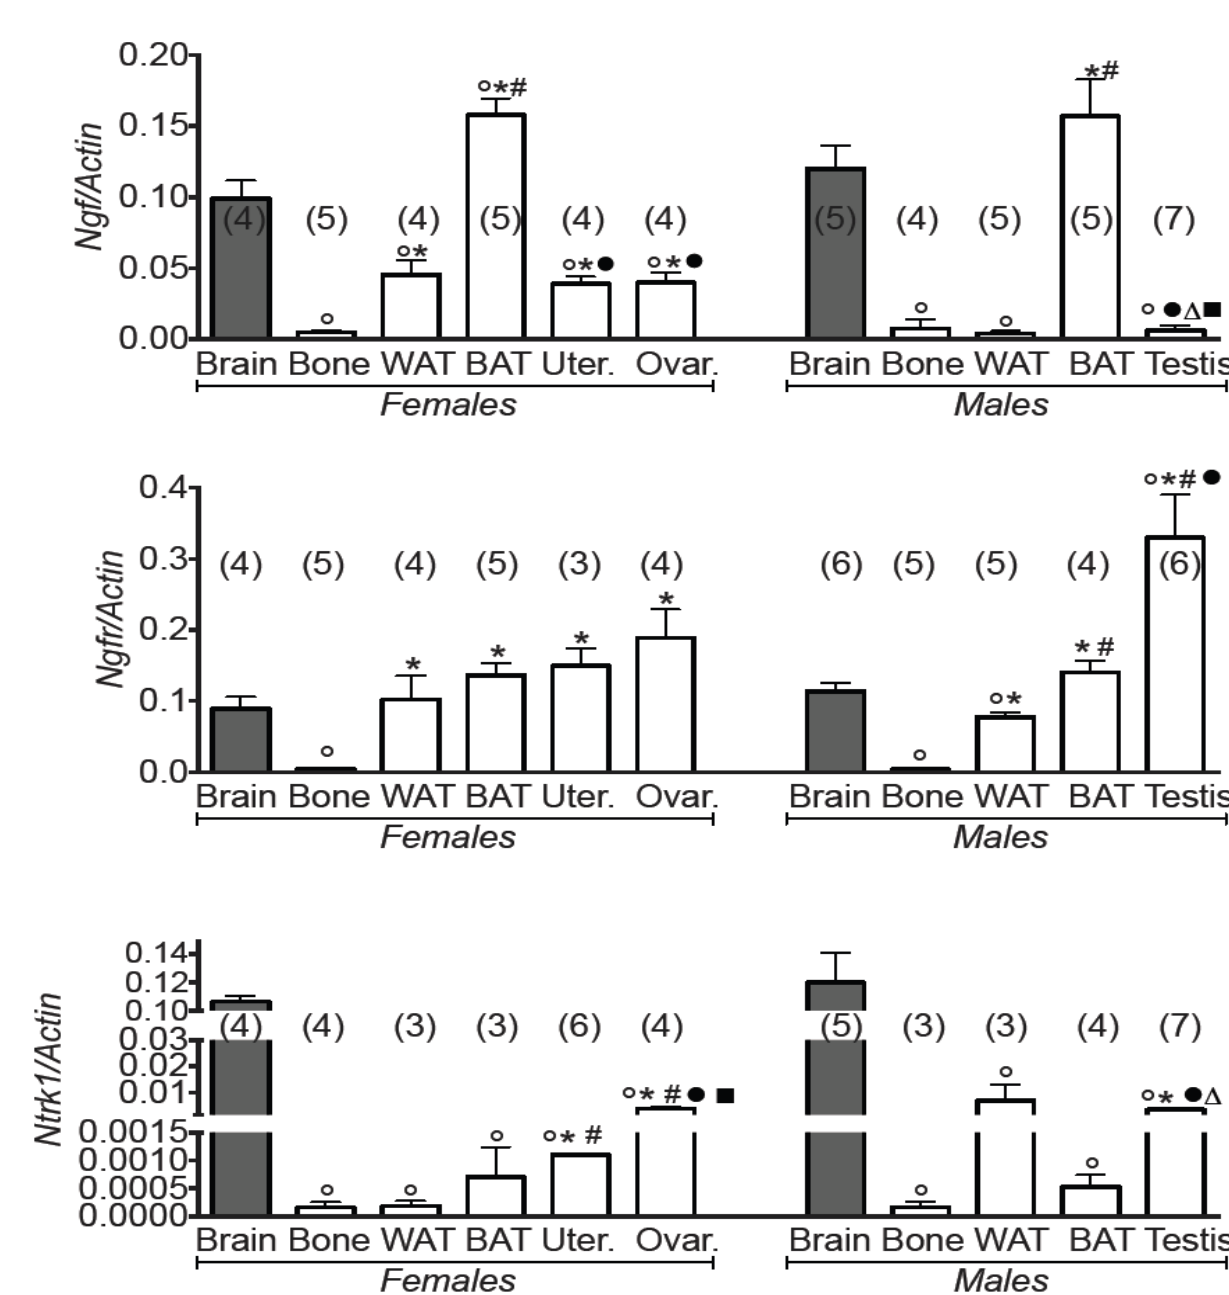 Ngf/Actin
0.20
0.15
0.10
0.05
0.00
○*#
*#
(4) (5) (4) (5) (4) (4) (5) (4) (5) (5) (7)
○ ○* ○*● ○*● ○ ○ ○ ●Δ■
Brain Bone WAT BAT Uter. Ovar. Brain Bone WAT BAT Testis
Females Males
Ngfr/Actin
0.4
0.3
0.2
0.1
0.0
○*# ●
(4) (5) (4) (5) (3) (4) (6) (5) (5) (4) (6)
○ * * * * ○ ○* * #
Brain Bone WAT BAT Uter. Ovar. Brain Bone WAT BAT Testis
Females Males
Ntrk1/Actin
0.14
0.12
0.10
0.03
0.02
0.01
0.0015
0.0010
0.0005
0.0000
(4) (4) (3) (3) (6) (4) (5) (3) (3) (4) (7)
○ ○ ○ ○* # ○* # ● ■ ○ ○ ○ ○* ●Δ
Brain Bone WAT BAT Uter. Ovar. Brain Bone WAT BAT Testis
Females Males